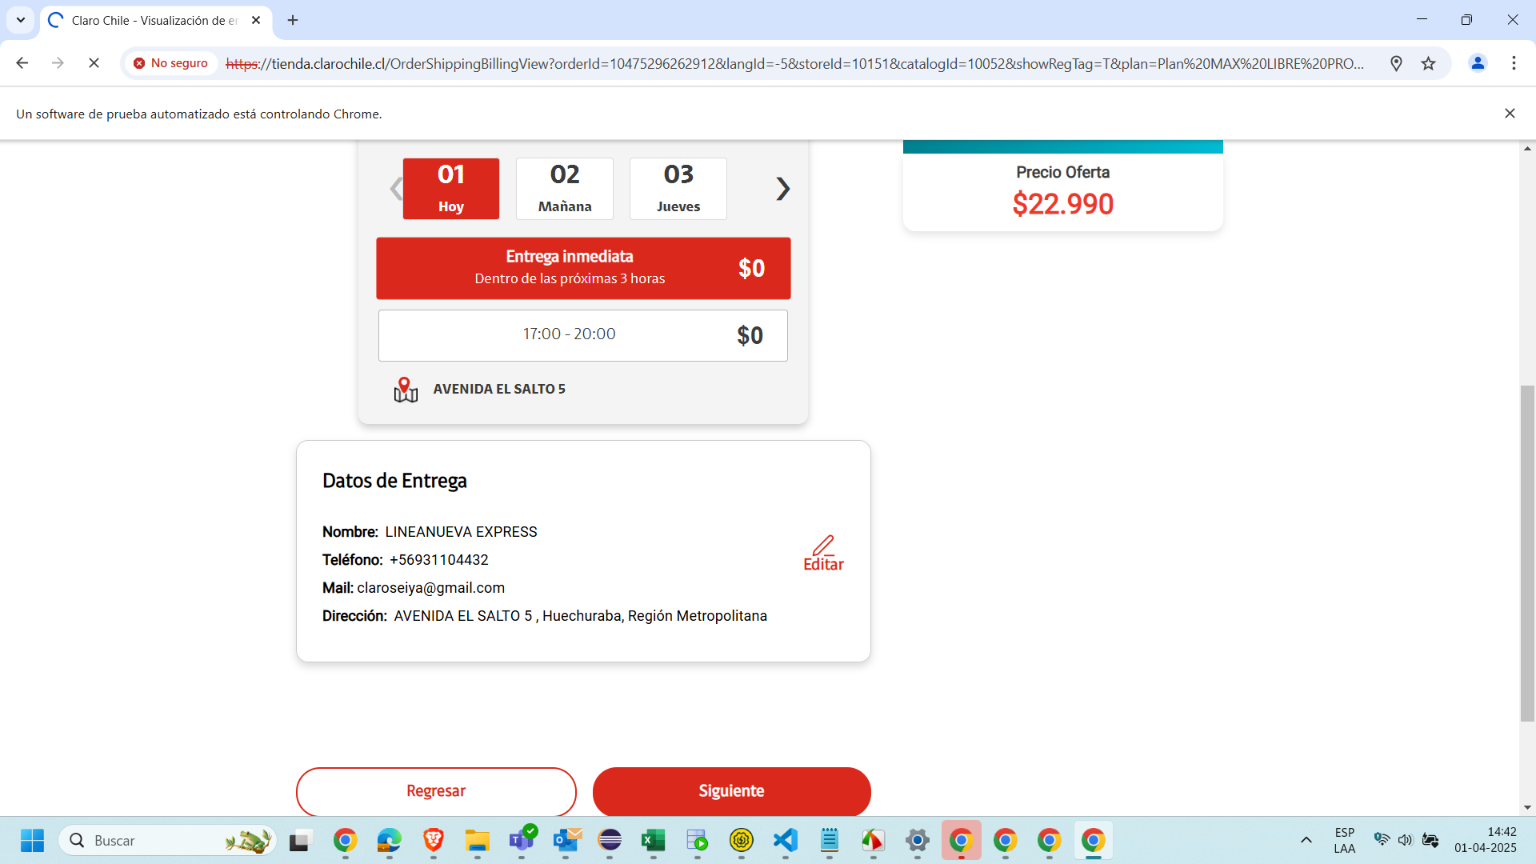 Claro Chile - Visualización de e
No seguro
https://tienda.clarochile.cl/OrderShippingBillingView?orderId=10475296262912&langId=-5&storeId=10151&catalogId=10052&showRegTag=T&plan=Plan%20MAX%20LIBRE%20PRO...
Un software de prueba automatizado está controlando Chrome.
01
Hoy
02
Mañana
03
Jueves
Entrega inmediata
Dentro de las próximas 3 horas
$0
17:00 - 20:00
$0
AVENIDA EL SALTO 5
Precio Oferta
$22.990
Datos de Entrega
Nombre: LINEANUEVA EXPRESS
Teléfono: +56931104432
Mail: claroseiya@gmail.com
Dirección: AVENIDA EL SALTO 5 , Huechuraba, Región Metropolitana
Editar
Regresar
Siguiente
Buscar
ESP
LAA
14:42
01-04-2025